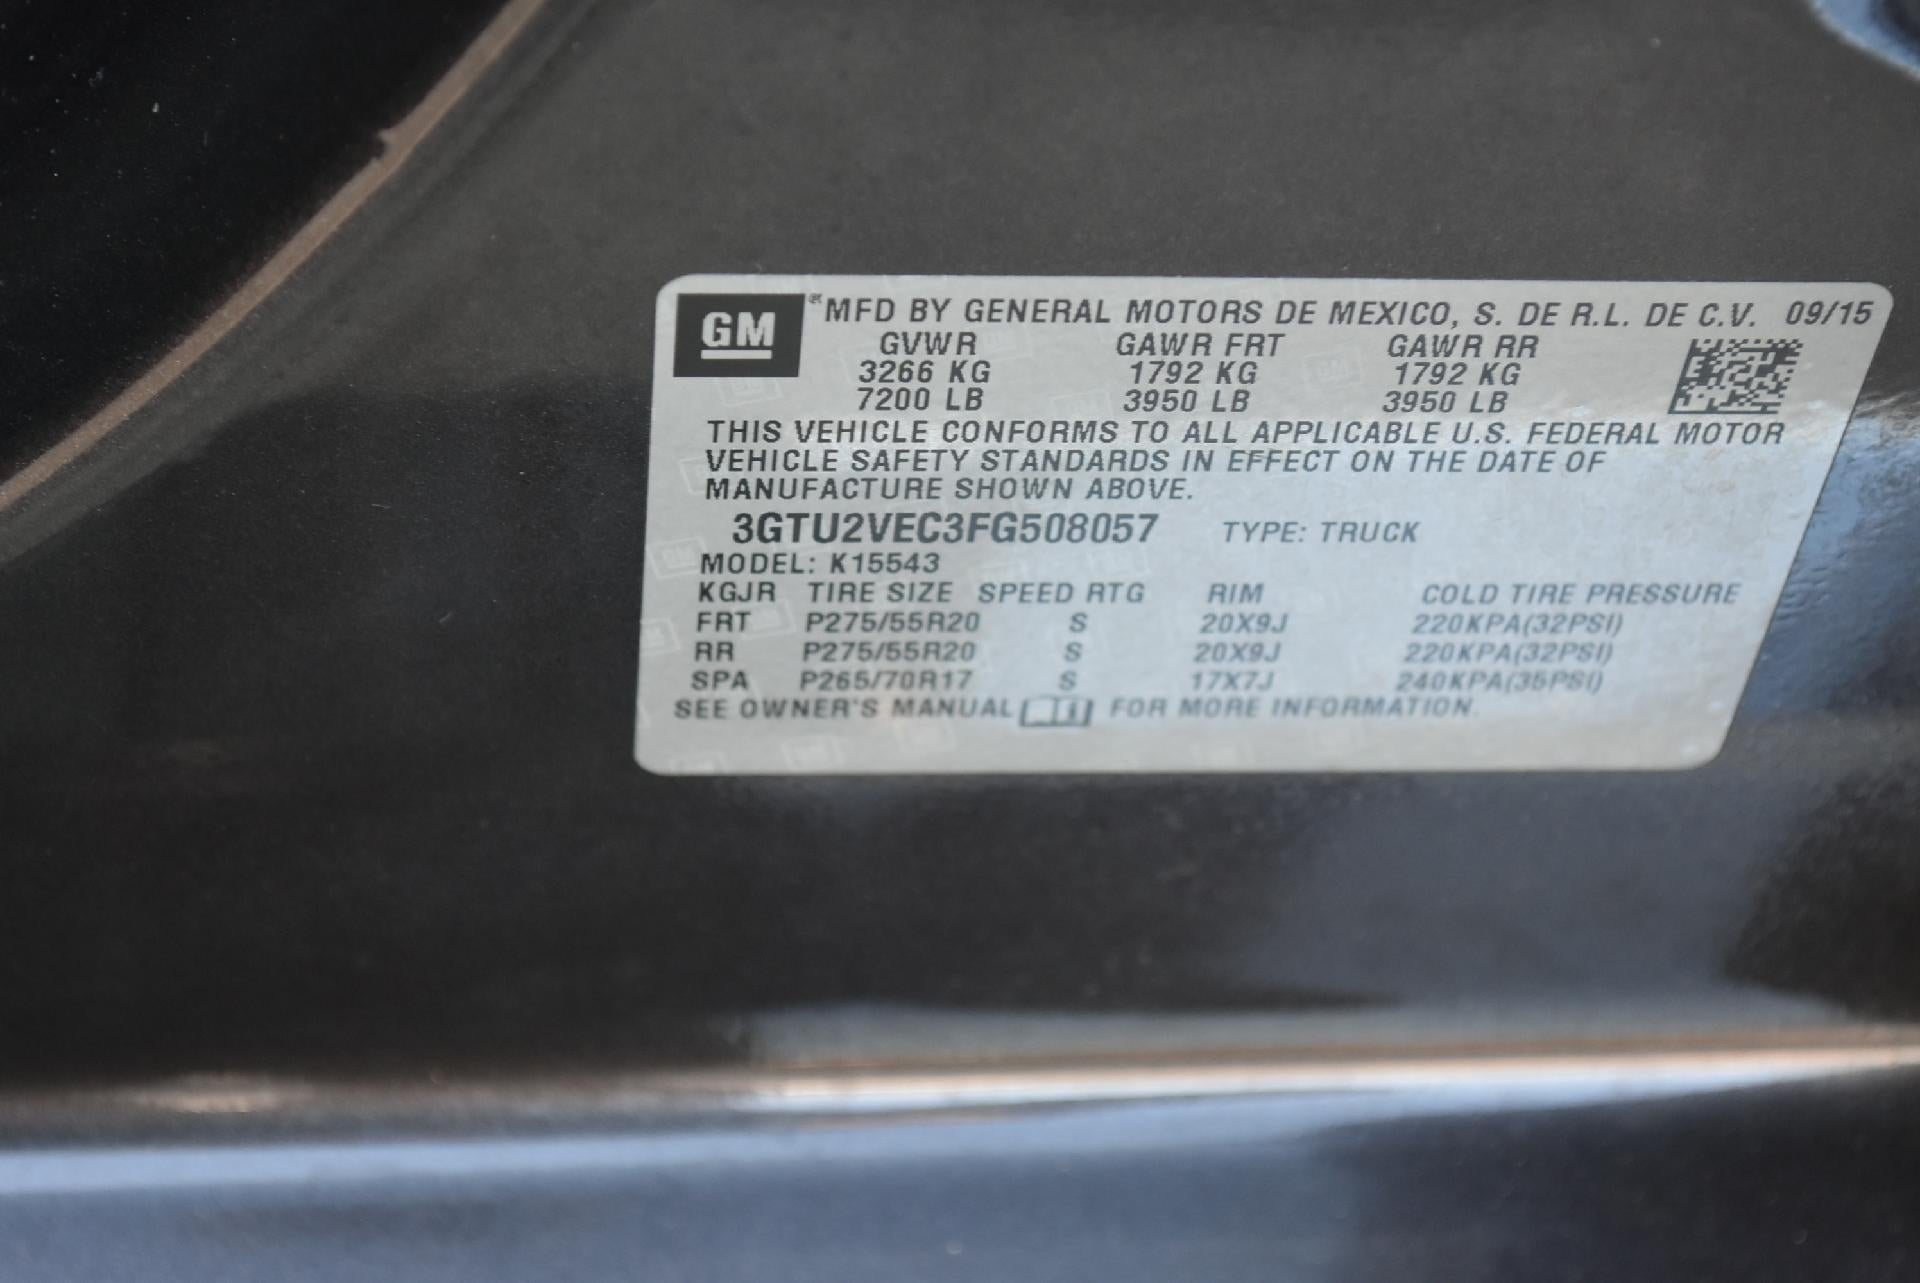 GM ® MFD BY GENERAL MOTORS DE MEXICO, S. DE R.L. DE C.V. 09/15
GVWR GAWR FRT GAWR RR
3266 KG 1792 KG 1792 KG
7200 LB 3950 LB 3950 LB
THIS VEHICLE CONFORMS TO ALL APPLICABLE U.S. FEDERAL MOTOR
VEHICLE SAFETY STANDARDS IN EFFECT ON THE DATE OF
MANUFACTURE SHOWN ABOVE.
3GTU2VEC3FG508057 TYPE: TRUCK
MODEL: K15543
KGJR TIRE SIZE SPEED RTG RIM COLD TIRE PRESSURE
FRT P275/55R20 S 20X9J 220KPA(32PSI)
RR P275/55R20 S 20X9J 220KPA(32PSI)
SPA P265/70R17 S 17X7J 240KPA(35PSI)
SEE OWNER'S MANUAL FOR MORE INFORMATION.